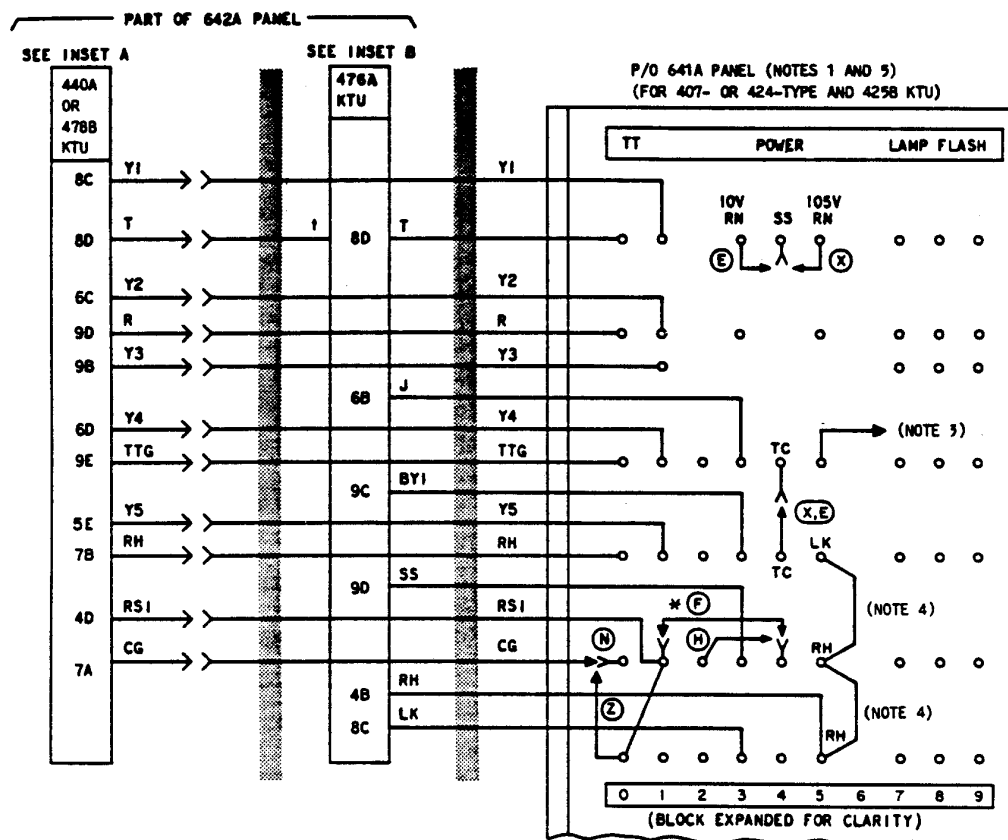 PART OF 642A PANEL
SEE INSET A
SEE INSET B
440A
OR
478B
KTU
476A
KTU
P/O 641A PANEL (NOTES 1 AND 5)
(FOR 407- OR 424-TYPE AND 425B KTU)
TT POWER LAMP FLASH
8C Y1 Y1
10V
RN
SS
105V
RN
8D T t 8D T
E X
6C Y2 Y2
9D R R
9B Y3 Y3
6B J
6D Y4 Y4
(NOTE 3)
9E TTG TTG
TC
9C BY1
X,E
5E Y5 Y5
7B RH RH
LK
TC
9D SS
(NOTE 4)
4D RS1 RS1
* F
7A CG CG
N H RH
4B RH
Z
(NOTE 4)
8C LK
RH
0 1 2 3 4 5 6 7 8 9
(BLOCK EXPANDED FOR CLARITY)